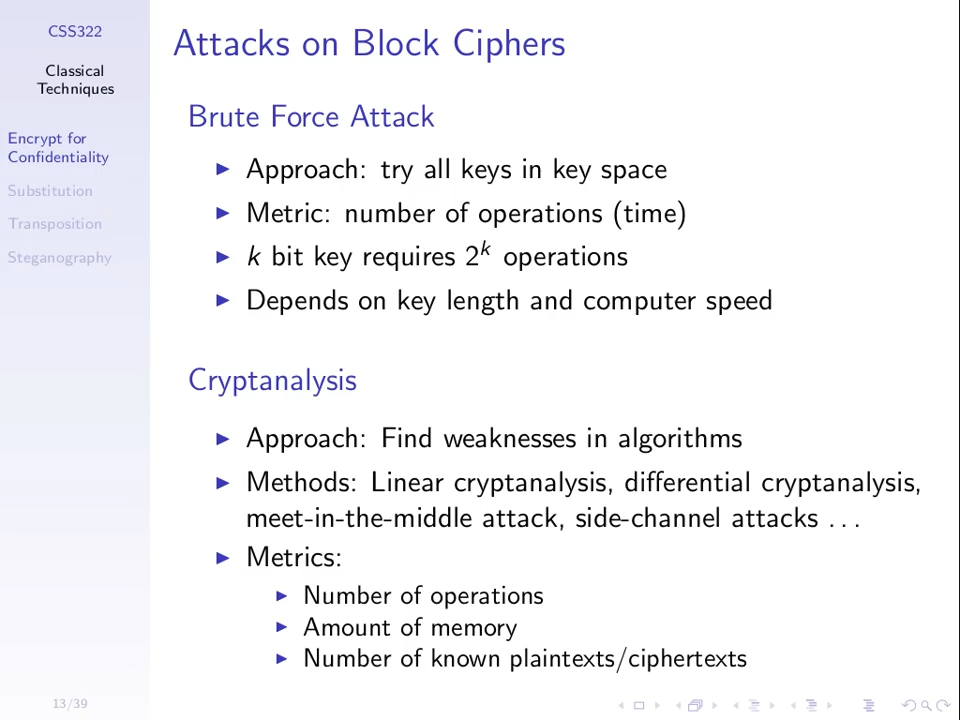 CSS322
Classical
Techniques
Encrypt for
Confidentiality
Substitution
Transposition
Steganography
13/39
Attacks on Block Ciphers
Brute Force Attack
Approach: try all keys in key space
Metric: number of operations (time)
k bit key requires 2^k operations
Depends on key length and computer speed
Cryptanalysis
Approach: Find weaknesses in algorithms
Methods: Linear cryptanalysis, differential cryptanalysis,
meet-in-the-middle attack, side-channel attacks ...
Metrics:
Number of operations
Amount of memory
Number of known plaintexts/ciphertexts